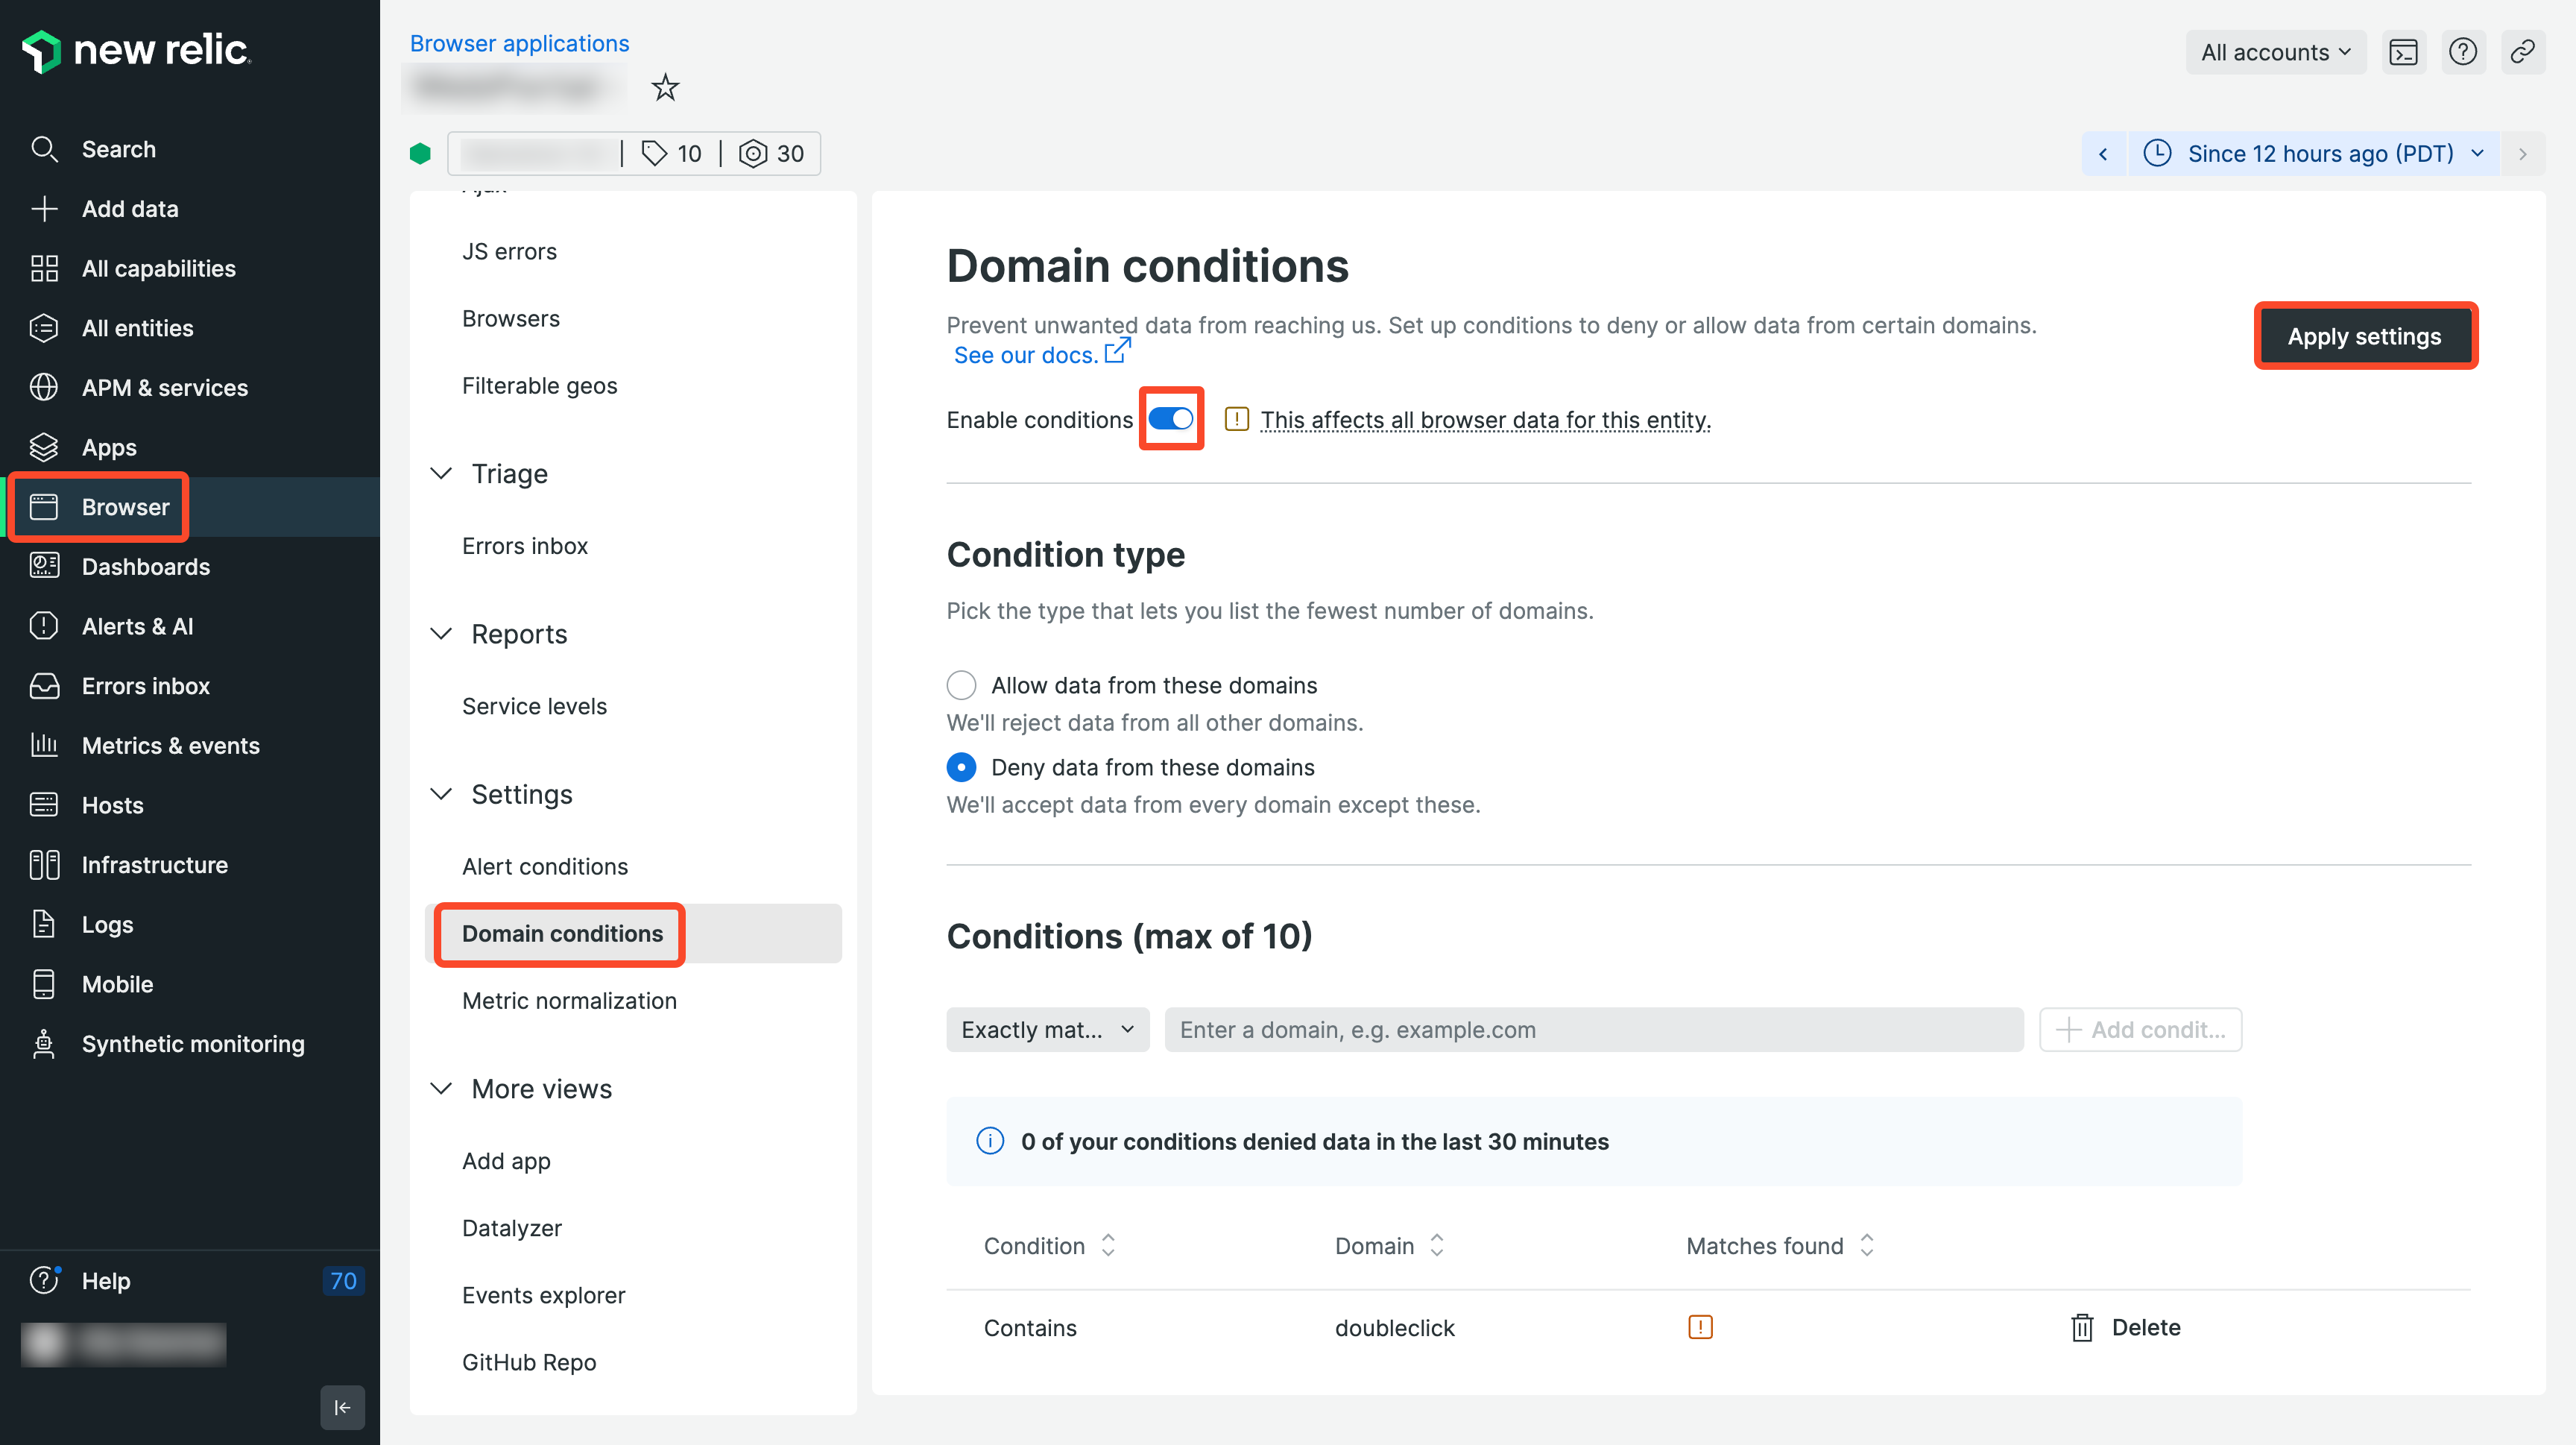 new relic.
Search
Add data
All capabilities
All entities
APM & services
Apps
Browser
Dashboards
Alerts & AI
Errors inbox
Metrics & events
Hosts
Infrastructure
Logs
Mobile
Synthetic monitoring
Help
70
Browser applications
10
30
All accounts
Since 12 hours ago (PDT)
JS errors
Browsers
Filterable geos
Triage
Errors inbox
Reports
Service levels
Settings
Alert conditions
Domain conditions
Metric normalization
More views
Add app
Datalyzer
Events explorer
GitHub Repo
Domain conditions
Prevent unwanted data from reaching us. Set up conditions to deny or allow data from certain domains.
See our docs.
Apply settings
Enable conditions
This affects all browser data for this entity.
Condition type
Pick the type that lets you list the fewest number of domains.
Allow data from these domains
We'll reject data from all other domains.
Deny data from these domains
We'll accept data from every domain except these.
Conditions (max of 10)
Exactly mat...
Enter a domain, e.g. example.com
Add condit...
0 of your conditions denied data in the last 30 minutes
Condition
Domain
Matches found
Contains
doubleclick
Delete